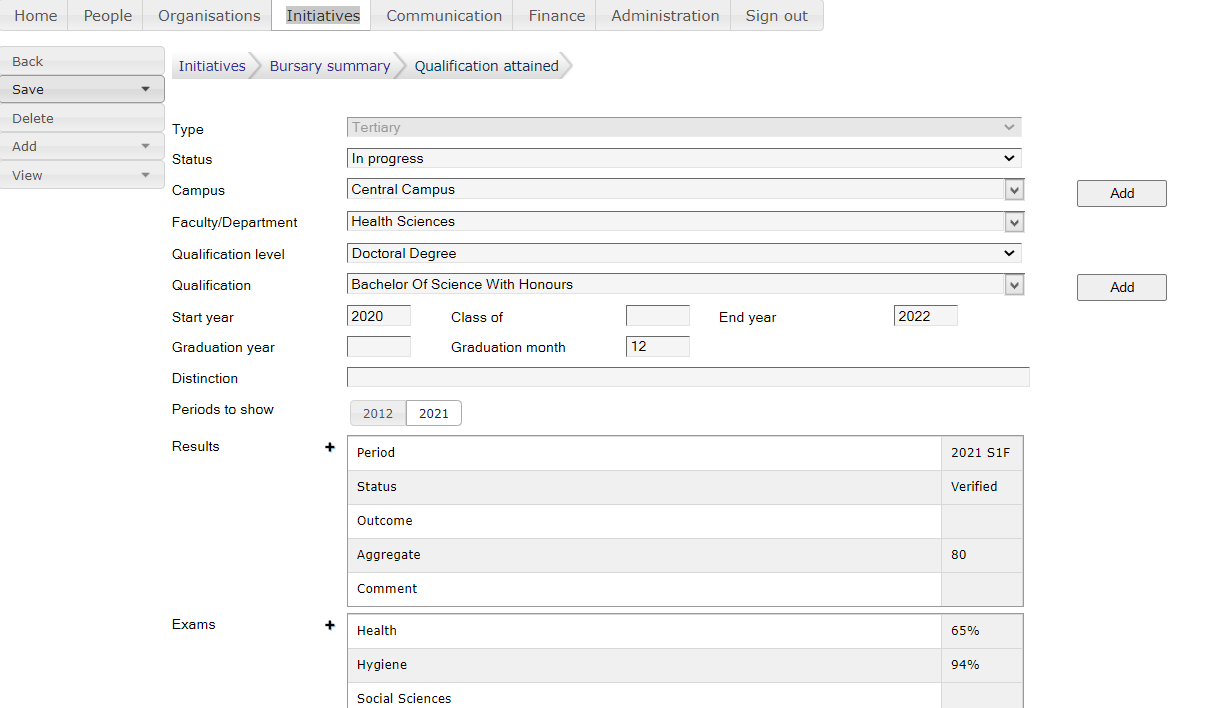 Home People Organisations Initiatives Communication Finance Administration Sign out
Back
Save
Delete
Add
View
Initiatives Bursary summary Qualification attained
Type Tertiary
Status In progress
Campus Central Campus Add
Faculty/Department Health Sciences
Qualification level Doctoral Degree
Qualification Bachelor Of Science With Honours Add
Start year 2020 Class of End year 2022
Graduation year Graduation month 12
Distinction
Periods to show 2012 2021
Results + Period 2021 S1F
Status Verified
Outcome
Aggregate 80
Comment
Exams + Health 65%
Hygiene 94%
Social Sciences